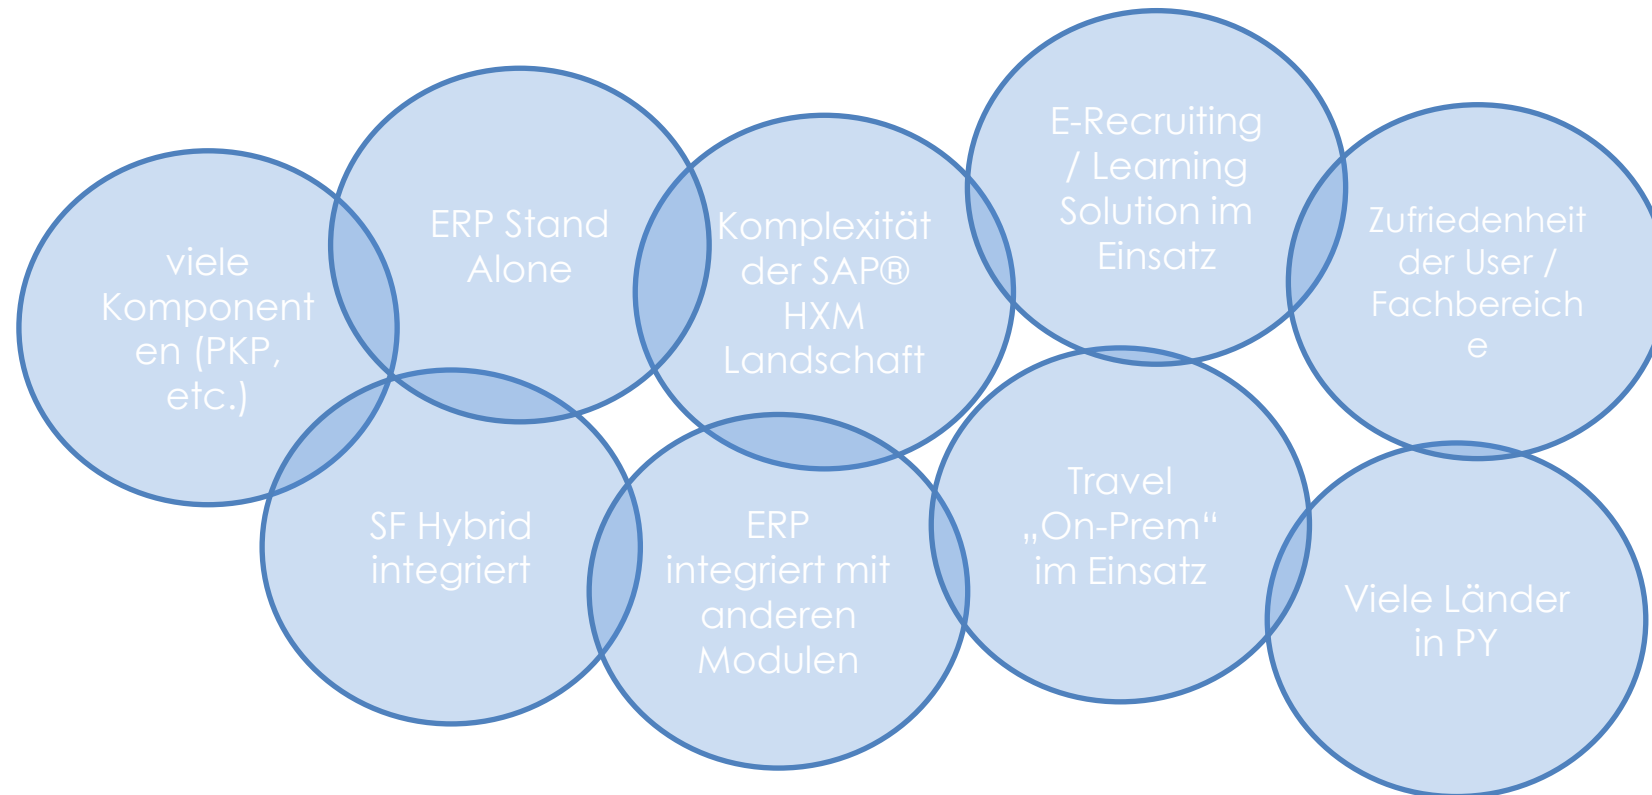 viele
Komponent
en (PKP,
etc.)
ERP Stand
Alone
Komplexität
der SAP®
HXM
Landschaft
E-Recruiting
/ Learning
Solution im
Einsatz
Zufriedenheit
der User /
Fachbereich
e
SF Hybrid
integriert
ERP
integriert mit
anderen
Modulen
Travel
„On-Prem“
im Einsatz
Viele Länder
in PY